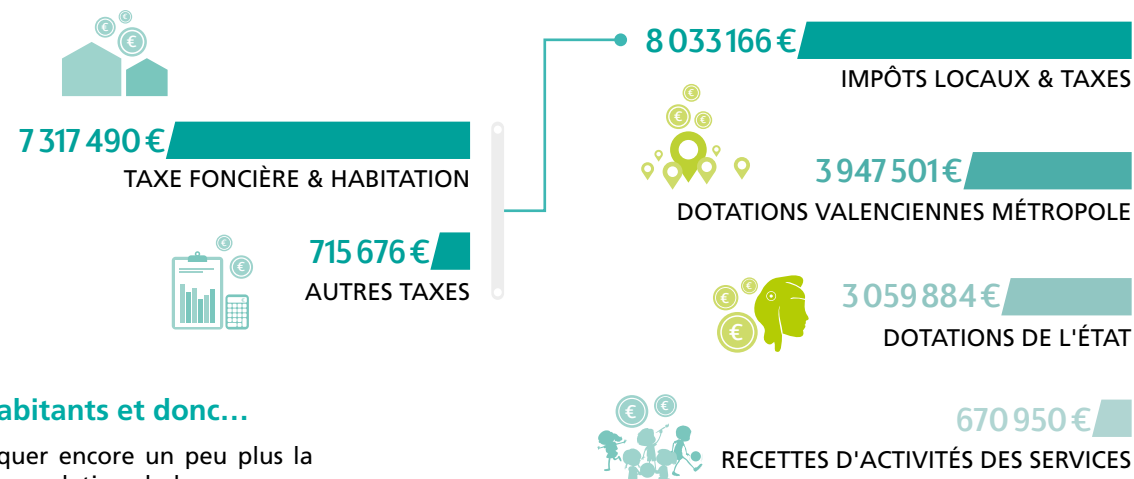 7 317 490 €
TAXE FONCIÈRE & HABITATION
715 676 €
AUTRES TAXES
8 033 166 €
IMPÔTS LOCAUX & TAXES
3 947 501 €
DOTATIONS VALENCIENNES MÉTROPOLE
3 059 884 €
DOTATIONS DE L'ÉTAT
670 950 €
RECETTES D'ACTIVITÉS DES SERVICES
abitants et donc…
quer encore un peu plus la